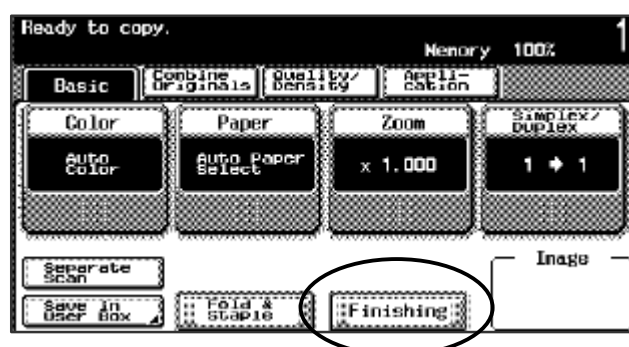 Ready to copy.
Memory 100% 1
Basic
Combine
Originals
Quality/
Density
Appli-
cation
Color
Auto
Color
Paper
Auto Paper
Select
Zoom
x 1.000
Simplex/
Duplex
1 → 1
Separate
Scan
Save in
User Box
Fold &
Staple
Finishing
Image